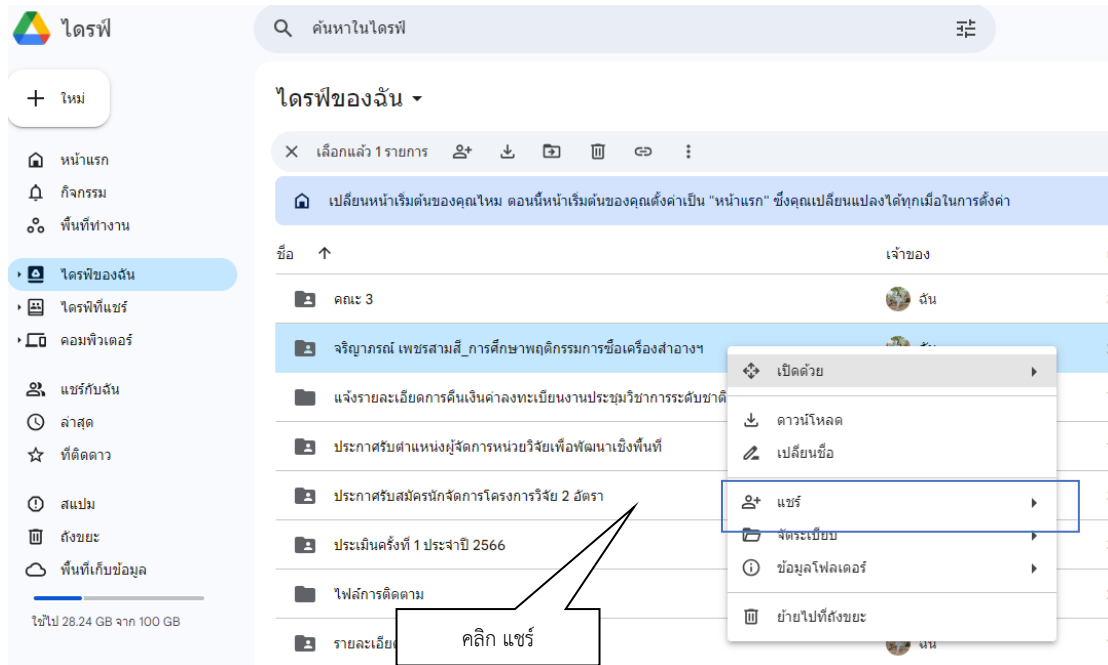 ไดรฟ์
ค้นหาในไดรฟ์
ใหม่
ไดรฟ์ของฉัน
หน้าแรก
กิจกรรม
พื้นที่ทำงาน
ไดรฟ์ของฉัน
ไดรฟ์ที่แชร์
คอมพิวเตอร์
แชร์กับฉัน
ล่าสุด
ที่ติดดาว
สแปม
ถังขยะ
พื้นที่เก็บข้อมูล
ใช้ไป 28.24 GB จาก 100 GB
เลือกแล้ว 1 รายการ
เปลี่ยนหน้าเริ่มต้นของคุณไหม ตอนนี้หน้าเริ่มต้นของคุณตั้งค่าเป็น "หน้าแรก" ซึ่งคุณเปลี่ยนแปลงได้ทุกเมื่อในการตั้งค่า
ชื่อ เจ้าของ
คณะ 3 ฉัน
จริญาภรณ์ เพชรสามสี_การศึกษาพฤติกรรมการซื้อเครื่องสำอางฯ
แจ้งรายละเอียดการคืนเงินค่าลงทะเบียนงานประชุมวิชาการระดับชาติ
ประกาศรับตำแหน่งผู้จัดการหน่วยวิจัยเพื่อพัฒนาเชิงพื้นที่
ประกาศรับสมัครนักจัดการโครงการวิจัย 2 อัตรา
ประเมินครั้งที่ 1 ประจำปี 2566
ไฟล์การติดตาม
รายละเอีย ฉัน
เปิดด้วย
ดาวน์โหลด
เปลี่ยนชื่อ
แชร์
จัดระเบียบ
ข้อมูลโฟลเดอร์
ย้ายไปที่ถังขยะ
คลิก แชร์